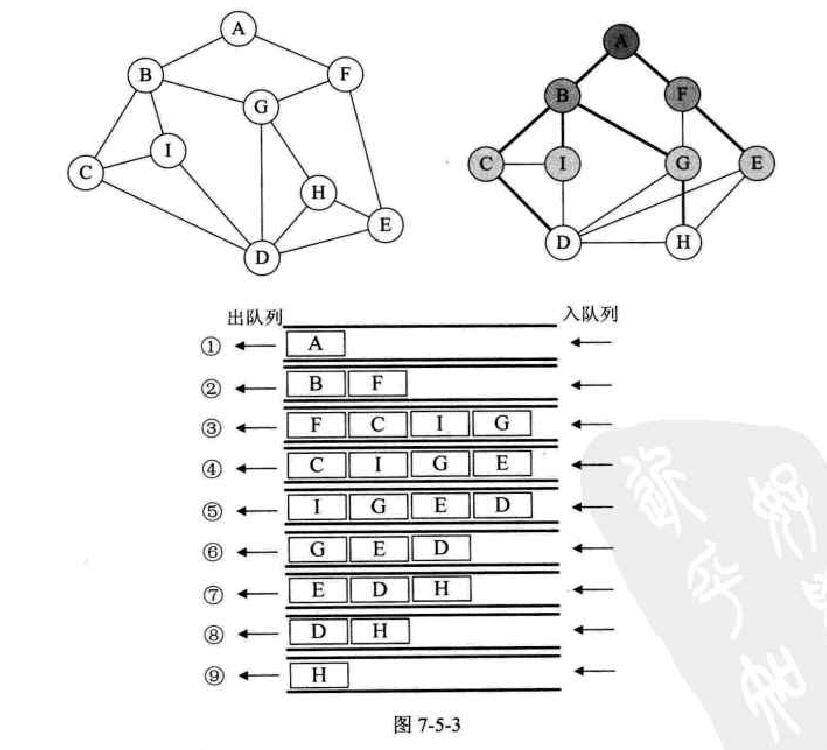 A
B
F
G
I
C
H
E
D
A
B
F
C
I
G
E
D
H
出队列 入队列
① A
② B F
③ F C I G
④ C I G E
⑤ I G E D
⑥ G E D
⑦ E D H
⑧ D H
⑨ H
图 7-5-3